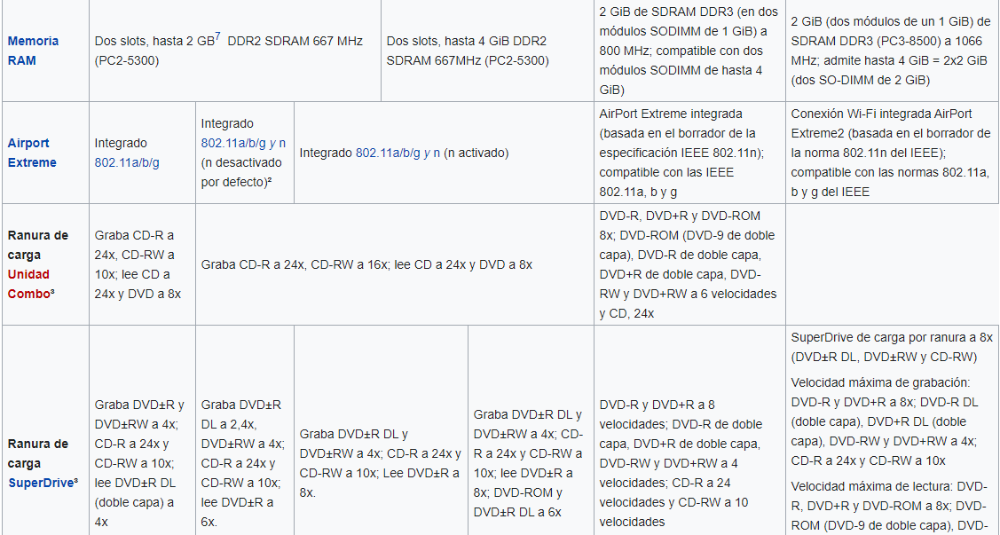 Memoria
RAM
Dos slots, hasta 2 GB7 DDR2 SDRAM 667 MHz
(PC2-5300)
Dos slots, hasta 4 GiB DDR2
SDRAM 667MHz (PC2-5300)
2 GiB de SDRAM DDR3 (en dos
módulos SODIMM de 1 GiB) a
800 MHz; compatible con dos
módulos SODIMM de hasta 4
GiB)
2 GiB (dos módulos de un 1 GiB) de
SDRAM DDR3 (PC3-8500) a 1066
MHz; admite hasta 4 GiB = 2x2 GiB
(dos SO-DIMM de 2 GiB)
Airport
Extreme
Integrado
802.11a/b/g
Integrado
802.11a/b/g y n
(n desactivado
por defecto)²
Integrado 802.11a/b/g y n (n activado)
AirPort Extreme integrada
(basada en el borrador de la
especificación IEEE 802.11n);
compatible con las IEEE
802.11a, b y g
Conexión Wi-Fi integrada AirPort
Extreme2 (basada en el borrador de
la norma 802.11n del IEEE);
compatible con las normas 802.11a,
b y g del IEEE
Ranura de
carga
Unidad
Combo³
Graba CD-R a
24x, CD-RW a
10x; lee CD a
24x y DVD a 8x
Graba CD-R a 24x, CD-RW a 16x; lee CD a 24x y DVD a 8x
DVD-R, DVD+R y DVD-ROM
8x; DVD-ROM (DVD-9 de doble
capa), DVD-R de doble capa,
DVD+R de doble capa, DVD-
RW y DVD+RW a 6 velocidades
y CD, 24x
Ranura de
carga
SuperDrive³
Graba DVD±R y
DVD±RW a 4x;
CD-R a 24x y
CD-RW a 10x;
lee DVD±R DL
(doble capa) a
4x
Graba DVD±R
DL a 2,4x,
DVD±RW a 4x;
CD-R a 24x y
CD-RW a 10x;
lee DVD±R a
6x.
Graba DVD±R DL y
DVD±RW a 4x; CD-R a 24x y
CD-RW a 10x; Lee DVD±R a
8x.
Graba DVD±R DL y
DVD±RW a 4x; CD-
R a 24x y CD-RW a
10x; lee DVD±R a
8x; DVD-ROM y
DVD±R DL a 6x
DVD-R y DVD+R a 8
velocidades; DVD-R de doble
capa, DVD+R de doble capa,
DVD-RW y DVD+RW a 4
velocidades; CD-R a 24
velocidades y CD-RW a 10
velocidades
SuperDrive de carga por ranura a 8x
(DVD±R DL, DVD±RW y CD-RW)
Velocidad máxima de grabación:
DVD-R y DVD+R a 8x; DVD-R DL
(doble capa), DVD+R DL (doble
capa), DVD-RW y DVD+RW a 4x;
CD-R a 24x y CD-RW a 10x
Velocidad máxima de lectura: DVD-
R, DVD+R y DVD-ROM a 8x; DVD-
ROM (DVD-9 de doble capa), DVD-